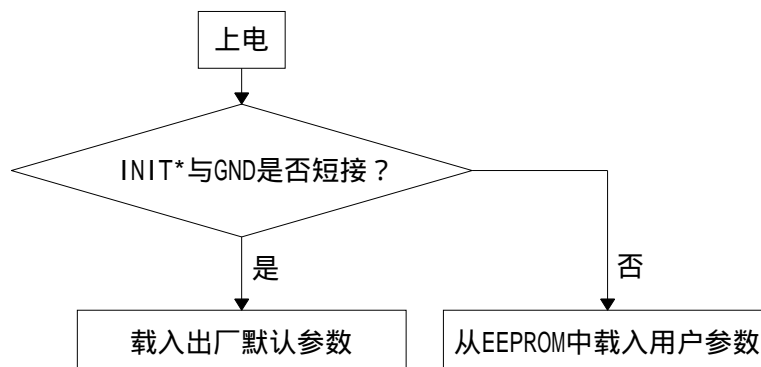 上电
INIT*与GND是否短接？
是
否
载入出厂默认参数
从EEPROM中载入用户参数